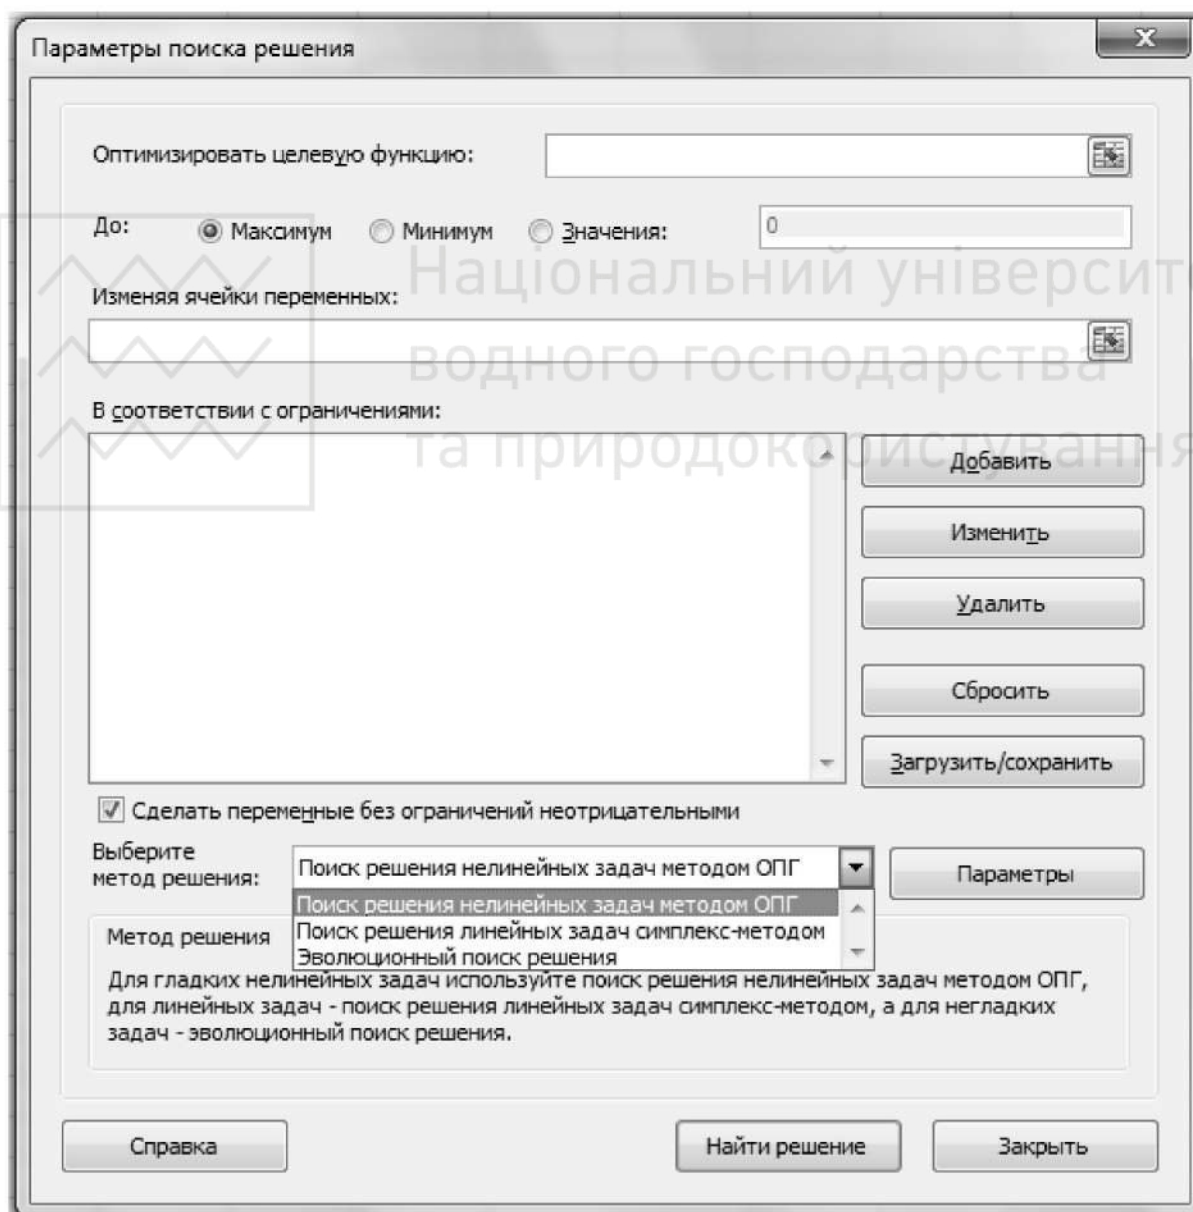 Параметры поиска решения
Оптимизировать целевую функцию:
До: Максимум Минимум Значения: 0
Изменяя ячейки переменных:
В соответствии с ограничениями:
Добавить
Изменить
Удалить
Сбросить
Загрузить/сохранить
Сделать переменные без ограничений неотрицательными
Выберите
метод решения:
Поиск решения нелинейных задач методом ОПГ
Параметры
Поиск решения нелинейных задач методом ОПГ
Поиск решения линейных задач симплекс-методом
Эволюционный поиск решения
Метод решения
Для гладких нелинейных задач используйте поиск решения нелинейных задач методом ОПГ,
для линейных задач - поиск решения линейных задач симплекс-методом, а для негладких
задач - эволюционный поиск решения.
Справка
Найти решение
Закрыть
Національний університ
водного господарства
та природокористування